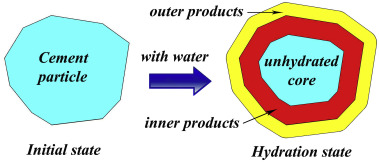 outer products
Cement
particle
with water
unhydrated
core
inner products
Initial state
Hydration state